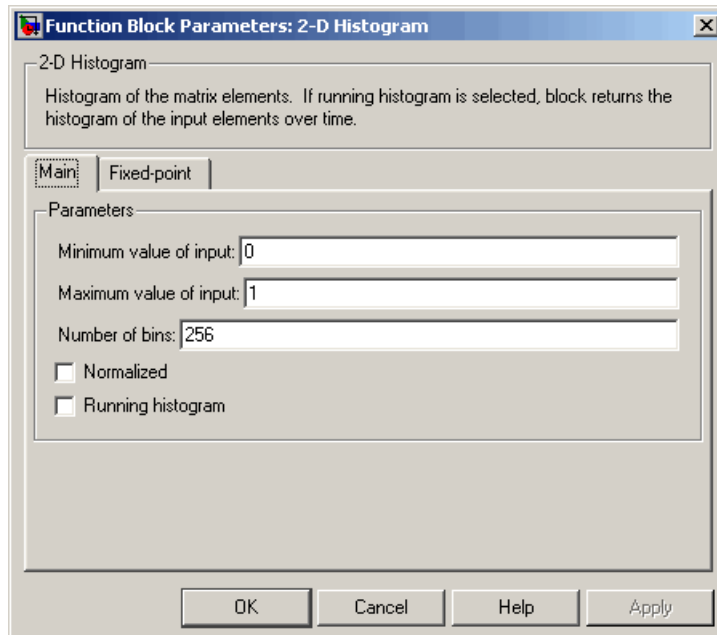 Function Block Parameters: 2-D Histogram
2-D Histogram
Histogram of the matrix elements.  If running histogram is selected, block returns the
histogram of the input elements over time.
Main Fixed-point
Parameters
Minimum value of input: 0
Maximum value of input: 1
Number of bins: 256
Normalized
Running histogram
OK Cancel Help Apply